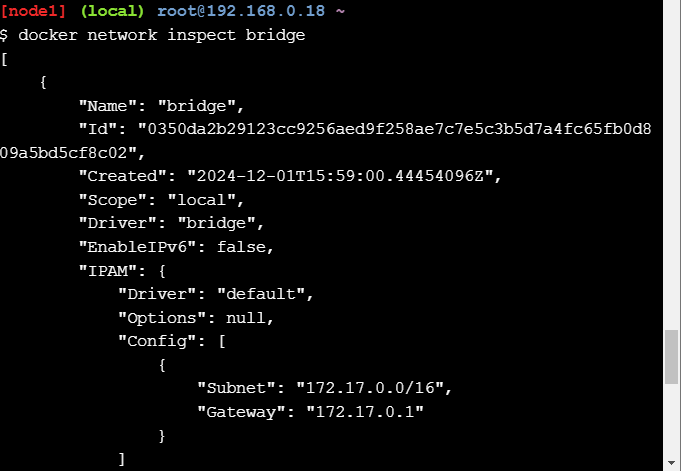 [node1] (local) root@192.168.0.18 ~
$ docker network inspect bridge
[
    {
        "Name": "bridge",
        "Id": "0350da2b29123cc9256aed9f258ae7c7e5c3b5d7a4fc65fb0d8
09a5bd5cf8c02",
        "Created": "2024-12-01T15:59:00.44454096Z",
        "Scope": "local",
        "Driver": "bridge",
        "EnableIPv6": false,
        "IPAM": {
            "Driver": "default",
            "Options": null,
            "Config": [
                {
                    "Subnet": "172.17.0.0/16",
                    "Gateway": "172.17.0.1"
                }
            ]